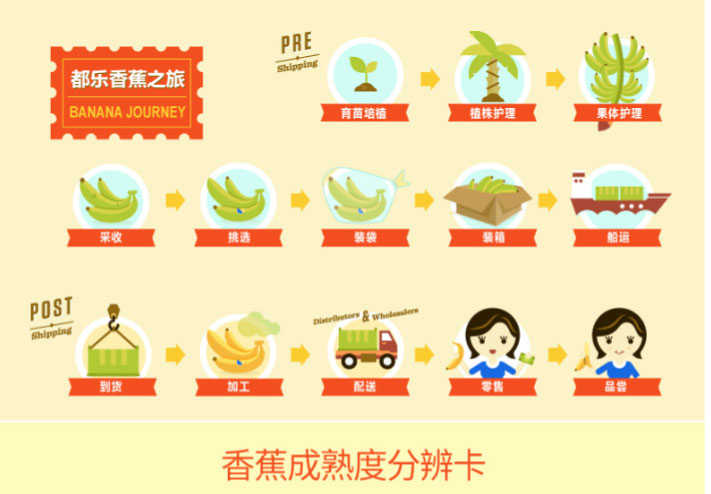 都乐香蕉之旅
BANANA JOURNEY
PRE
Shipping
育苗培植
植株护理
果体护理
采收
挑选
装袋
装箱
船运
POST
Shipping
Distributors & Wholesalers
到货
加工
配送
零售
品尝
香蕉成熟度分辨卡